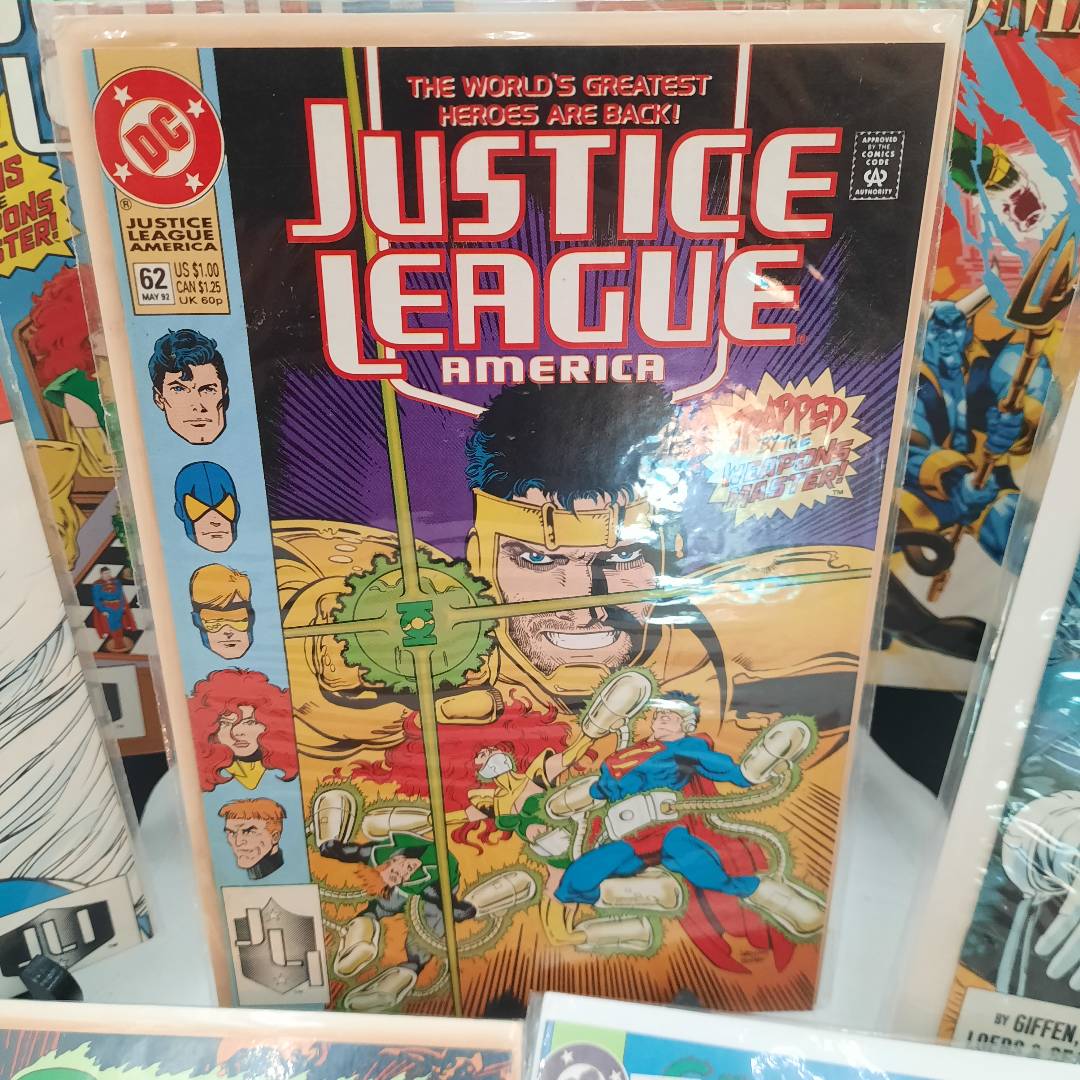 THE WORLD'S GREATEST
HEROES ARE BACK!
JUSTICE
LEAGUE
AMERICA
DC
®
JUSTICE
LEAGUE
AMERICA
62
MAY 92
US $1.00
CAN $1.25
UK 60p
APPROVED
BY THE
COMICS
CODE
CA
AUTHORITY
TRAPPED
BY THE
WEAPONS
MASTER!
TM
JLI
JLI
BY GIFFEN,